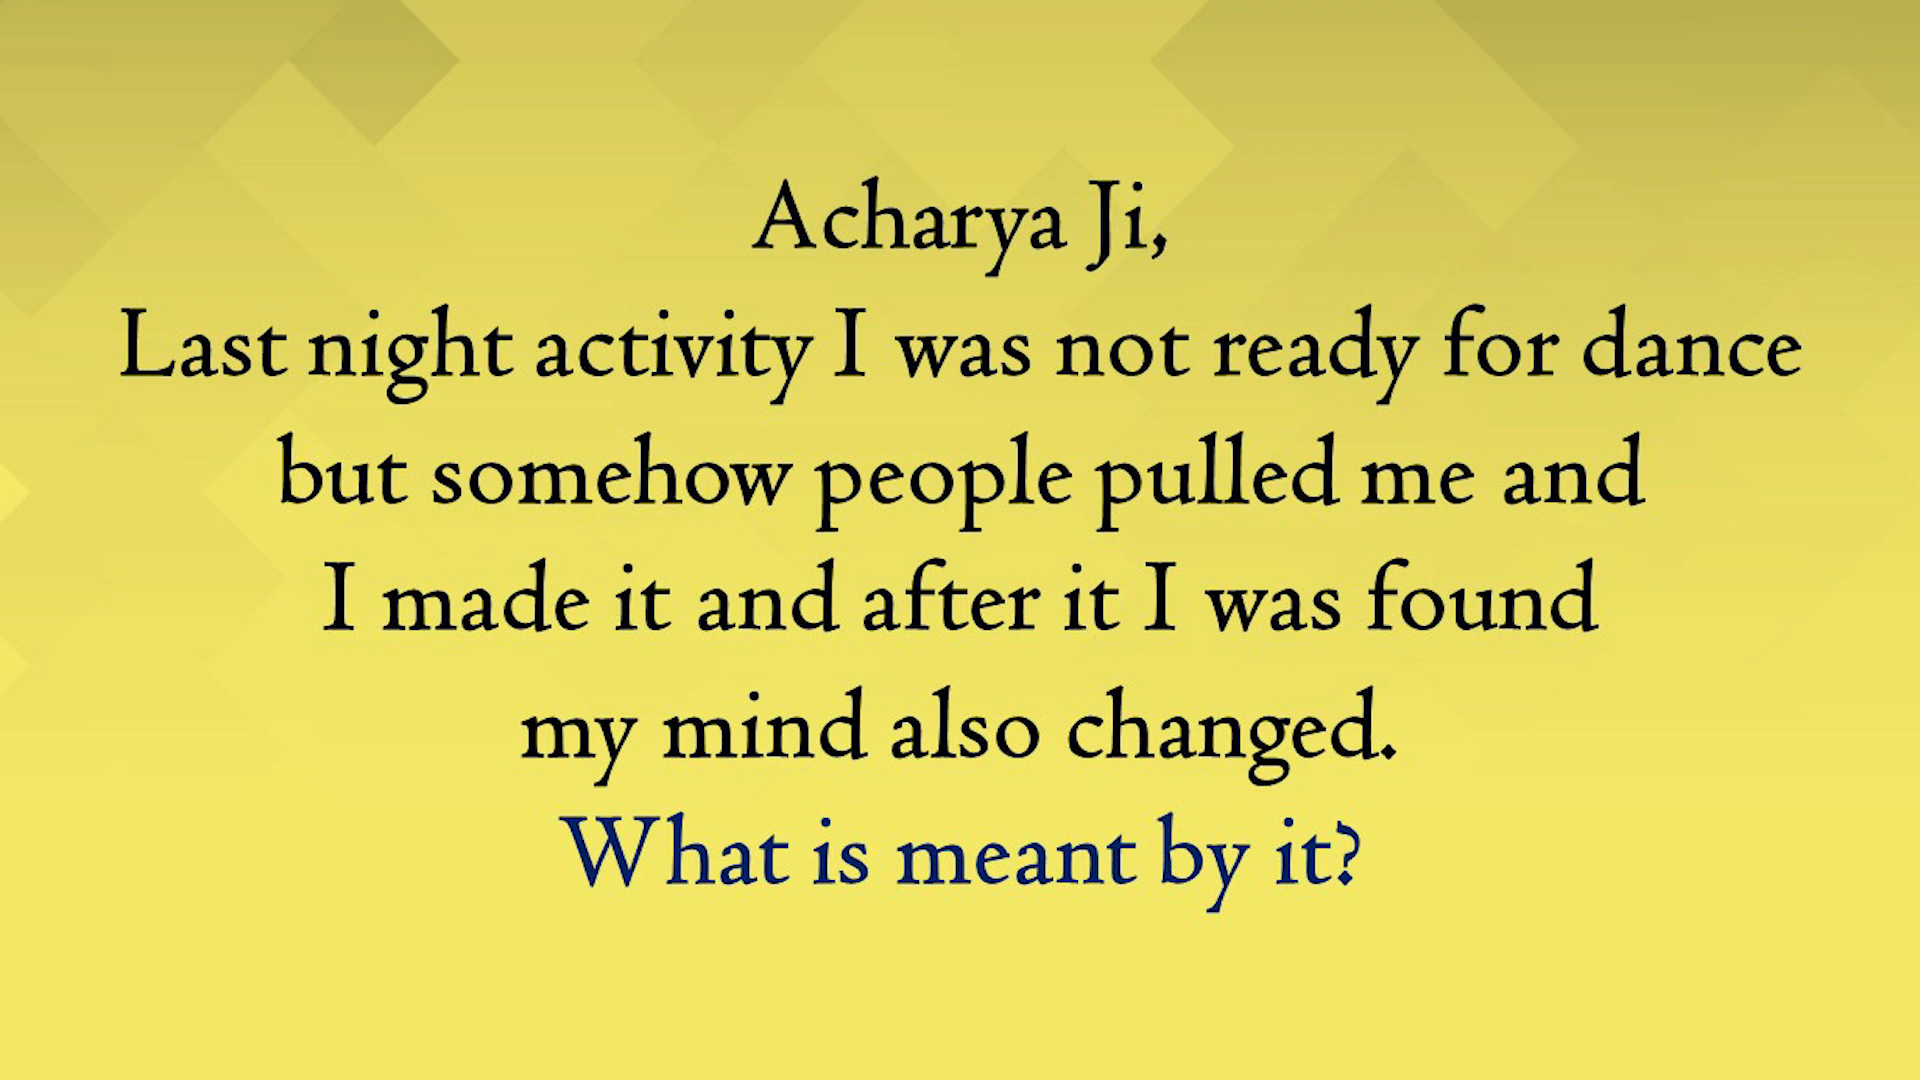 Acharya Ji,
Last night activity I was not ready for dance
but somehow people pulled me and
I made it and after it I was found
my mind also changed.
What is meant by it?